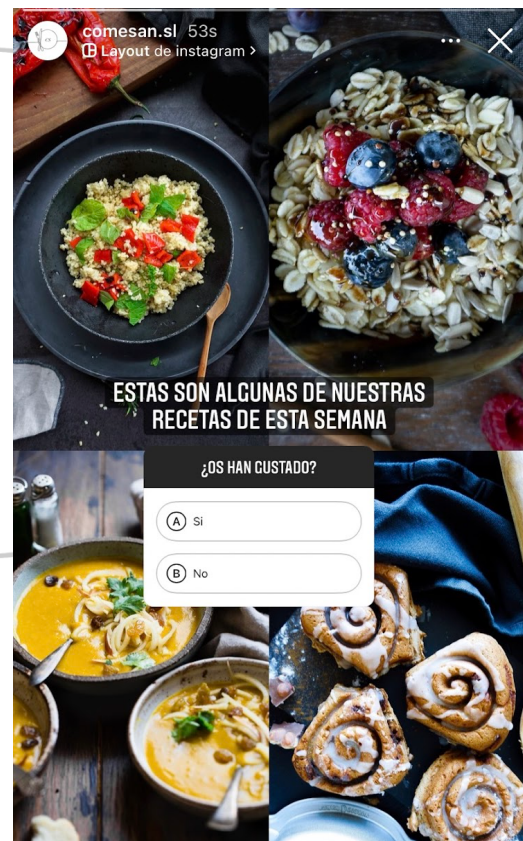 comesan.sl 53s
Layout de instagram >
ESTAS SON ALGUNAS DE NUESTRAS
RECETAS DE ESTA SEMANA
¿OS HAN GUSTADO?
A Si
B No